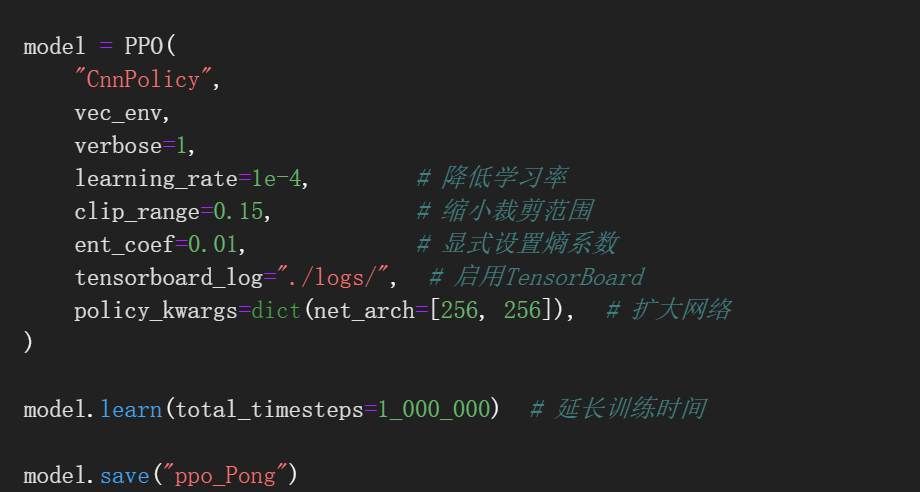 model = PPO(
    "CnnPolicy",
    vec_env,
    verbose=1,
    learning_rate=1e-4,        # 降低学习率
    clip_range=0.15,           # 缩小裁剪范围
    ent_coef=0.01,             # 显式设置熵系数
    tensorboard_log="./logs/",  # 启用TensorBoard
    policy_kwargs=dict(net_arch=[256, 256]),  # 扩大网络
)
model.learn(total_timesteps=1_000_000)  # 延长训练时间
model.save("ppo_Pong")